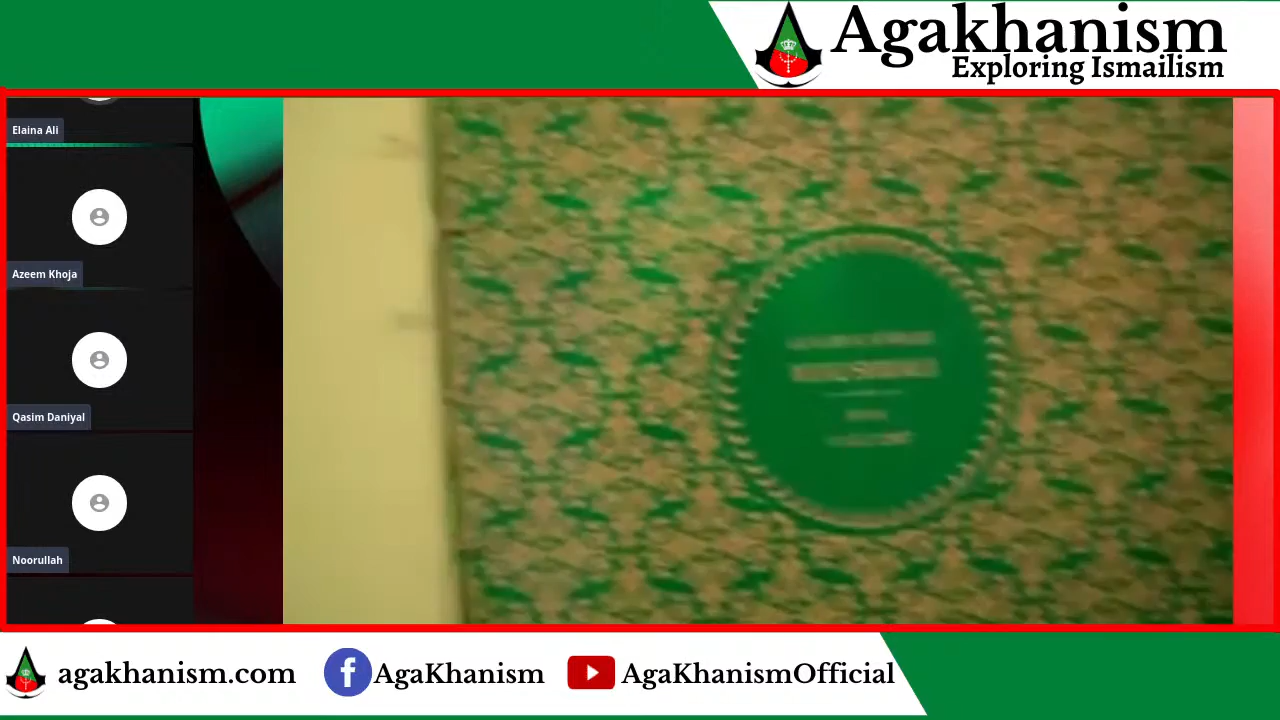 Agakhanism
Exploring Ismailism
Elaina Ali
Azeem Khoja
Qasim Daniyal
Noorullah
agakhanism.com
AgaKhanism
AgaKhanismOfficial